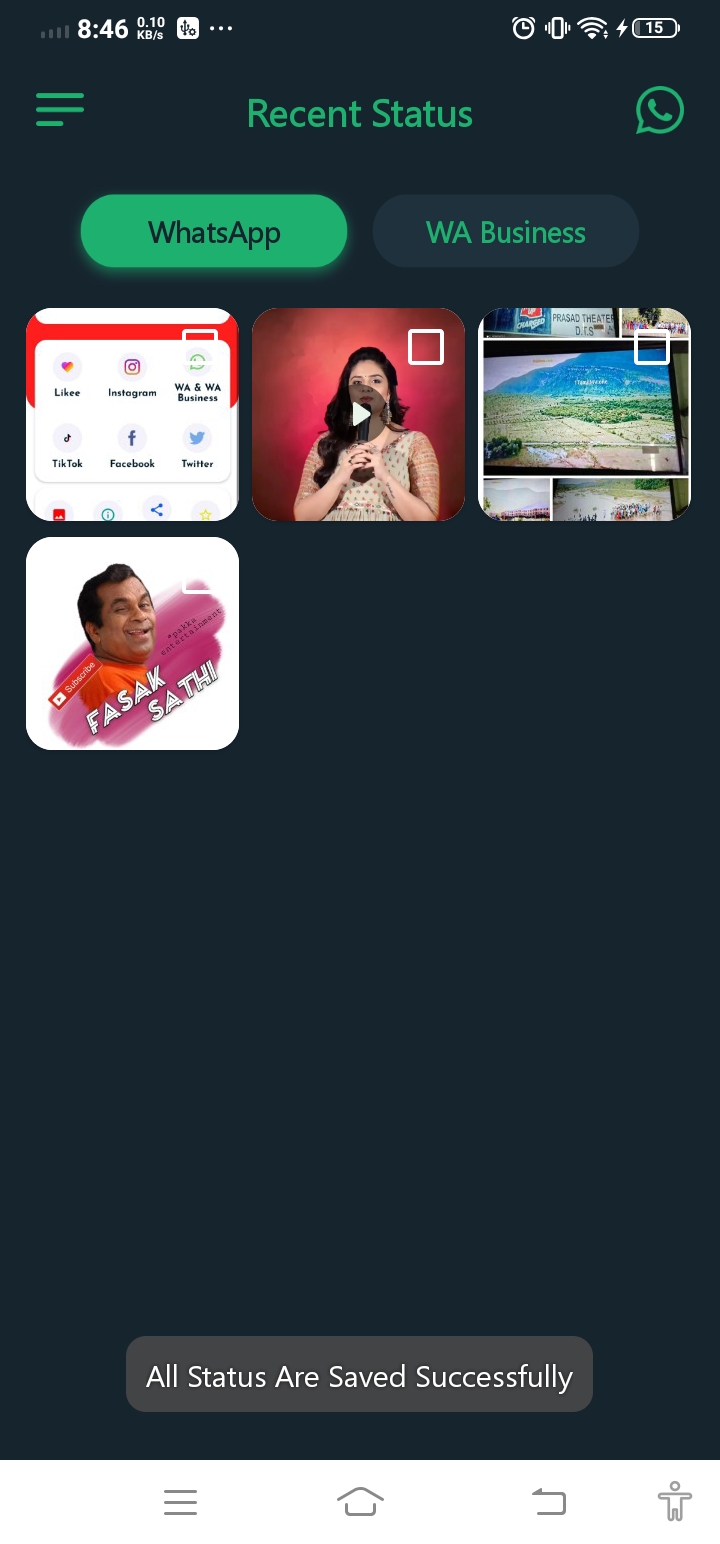 8:46 0.10 KB/s 15
Recent Status
WhatsApp WA Business
Likee Instagram WA & WA Business
TikTok Facebook Twitter
CHARGED PRASAD THEATER
D.T.S
*pakka entertainment
Subscribe
FASAK
SATHI
All Status Are Saved Successfully